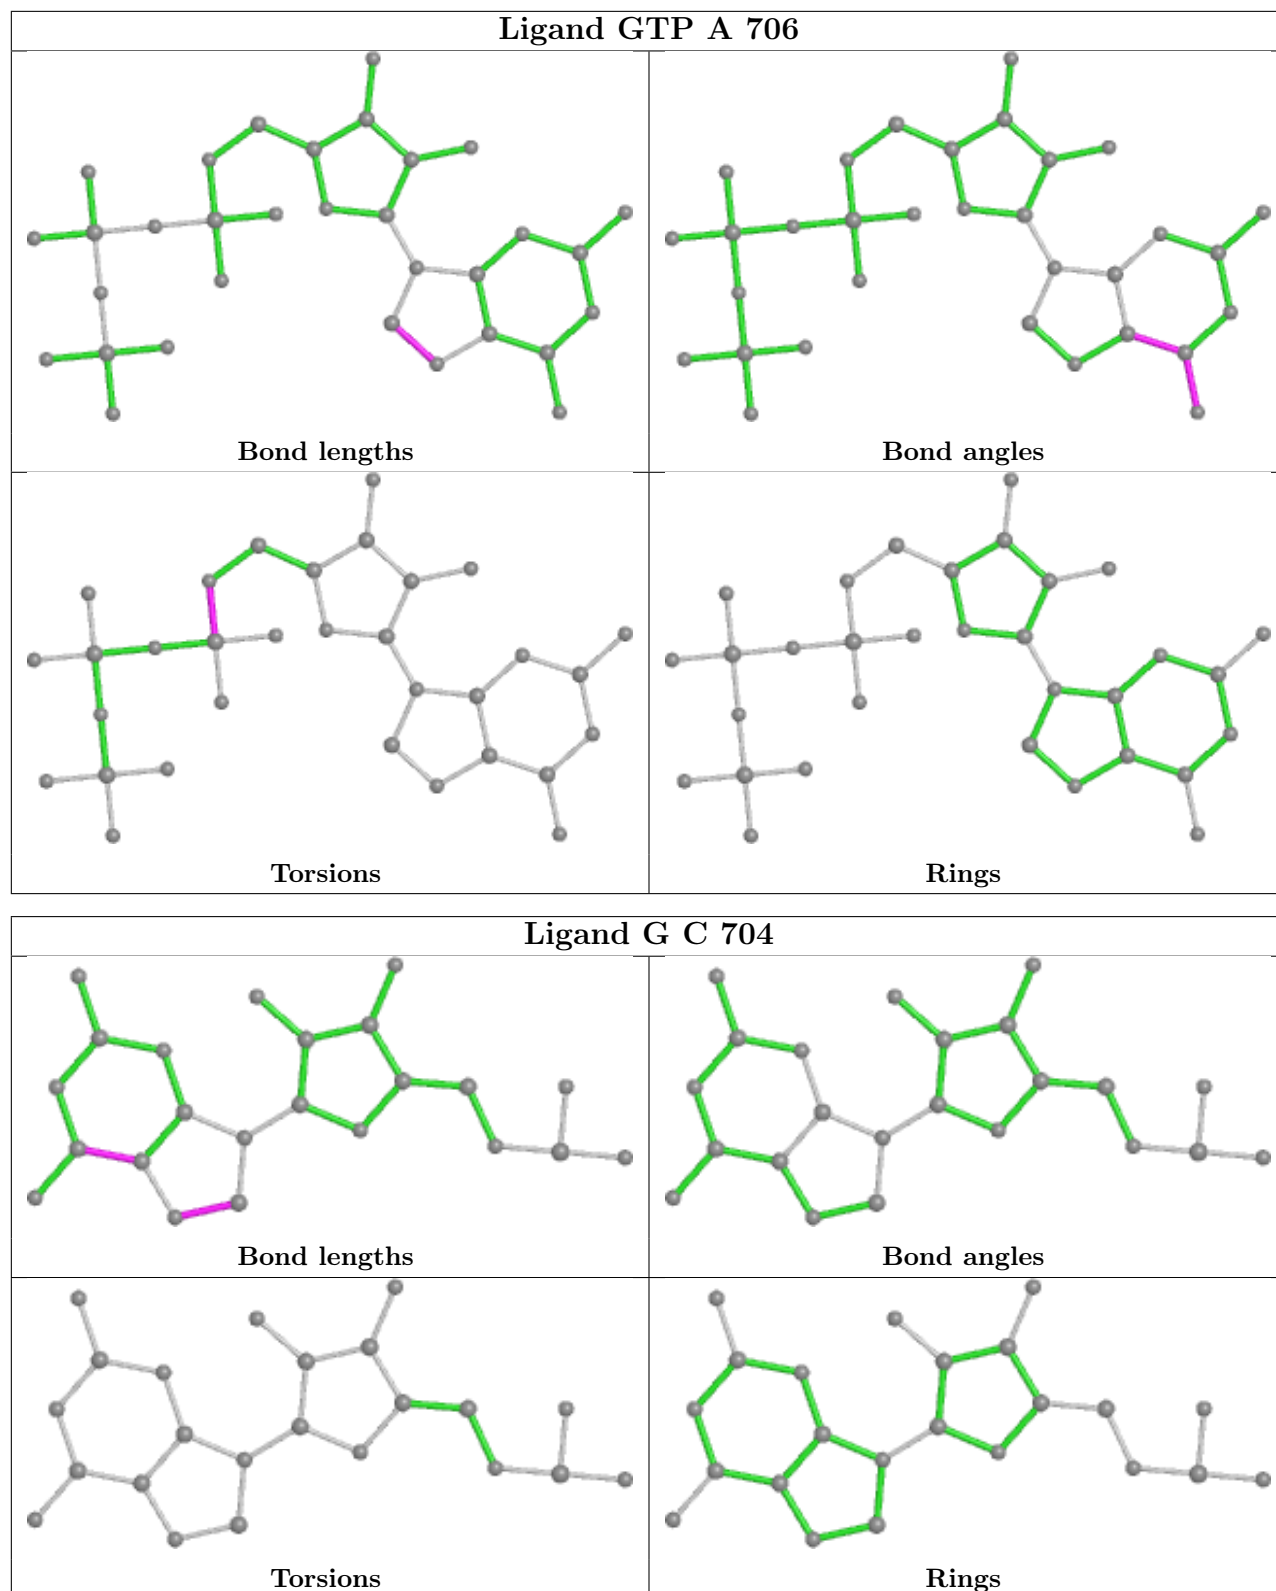 Ligand GTP A 706
Bond lengths
Bond angles
Torsions
Rings
Ligand G C 704
Bond lengths
Bond angles
Torsions
Rings